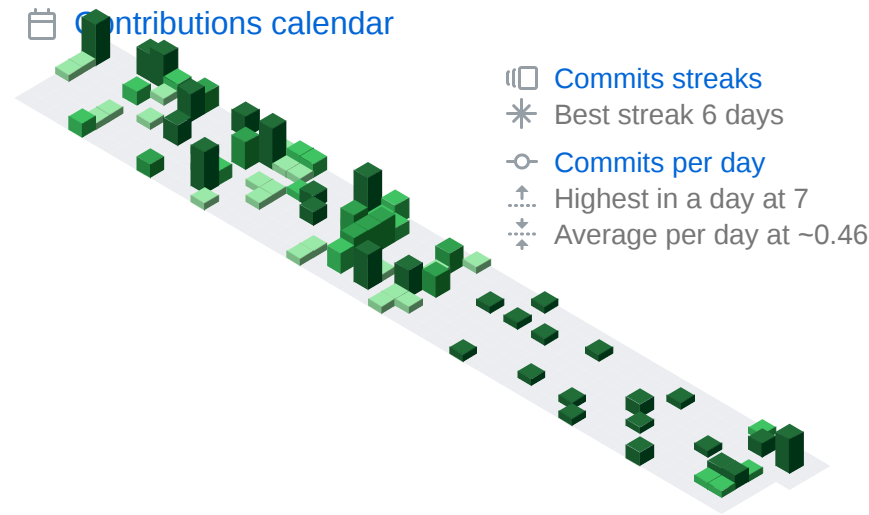 Contributions calendar
Commits streaks
Best streak 6 days
Commits per day
Highest in a day at 7
Average per day at ~0.46